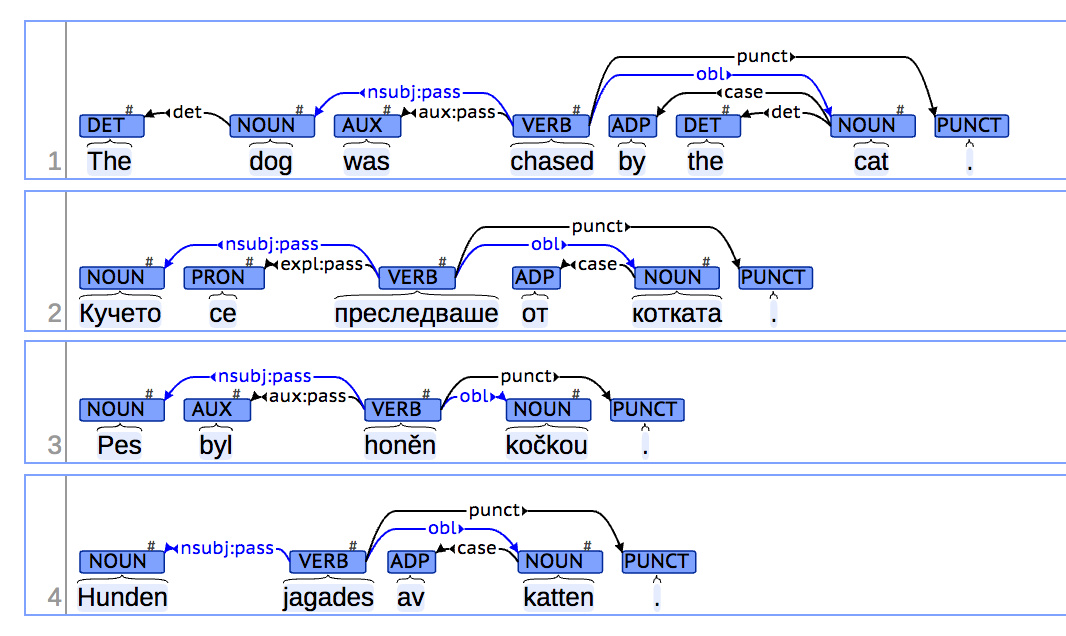 punct
obl
nsubj:pass case
det aux:pass det
# # # # # #
DET NOUN AUX VERB ADP DET NOUN PUNCT
1 The dog was chased by the cat .
punct
nsubj:pass obl
expl:pass case
# # # #
NOUN PRON VERB ADP NOUN PUNCT
2 Кучето се преследваше от котката .
nsubj:pass punct
aux:pass obl
# # # #
NOUN AUX VERB NOUN PUNCT
3 Pes byl honěn kočkou .
punct
obl
nsubj:pass case
# # #
NOUN VERB ADP NOUN PUNCT
4 Hunden jagades av katten .